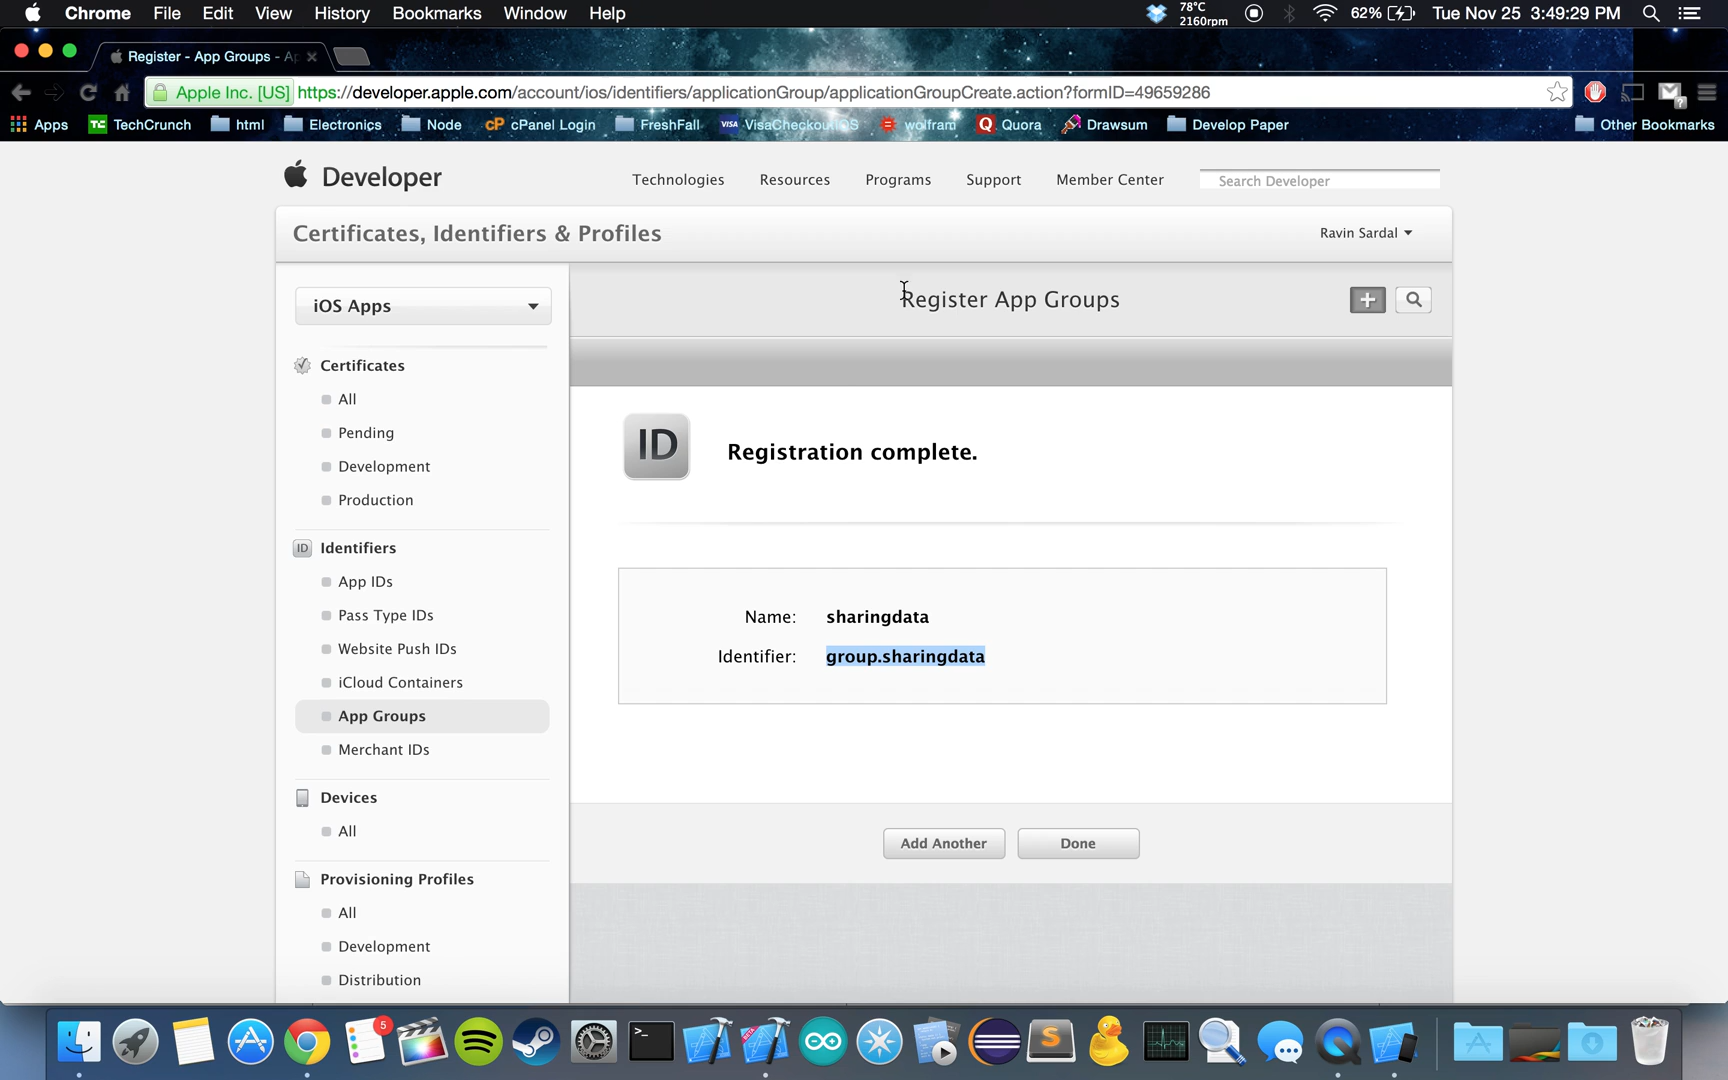 Chrome File Edit View History Bookmarks Window Help 78°C 2160rpm 62% Tue Nov 25 3:49:29 PM
Register - App Groups - Ap
Apple Inc. [US] https://developer.apple.com/account/ios/identifiers/applicationGroup/applicationGroupCreate.action?formID=49659286
Apps TechCrunch html Electronics Node cPanel Login FreshFall VISA VisaCheckoutiOS wolfram Quora Drawsum Develop Paper Other Bookmarks
Developer Technologies Resources Programs Support Member Center Search Developer
Certificates, Identifiers & Profiles Ravin Sardal
iOS Apps
Register App Groups
Certificates
All
Pending
Development
Production
ID Identifiers
App IDs
Pass Type IDs
Website Push IDs
iCloud Containers
App Groups
Merchant IDs
Devices
All
Provisioning Profiles
All
Development
Distribution
ID Registration complete.
Name: sharingdata
Identifier: group.sharingdata
Add Another Done
5